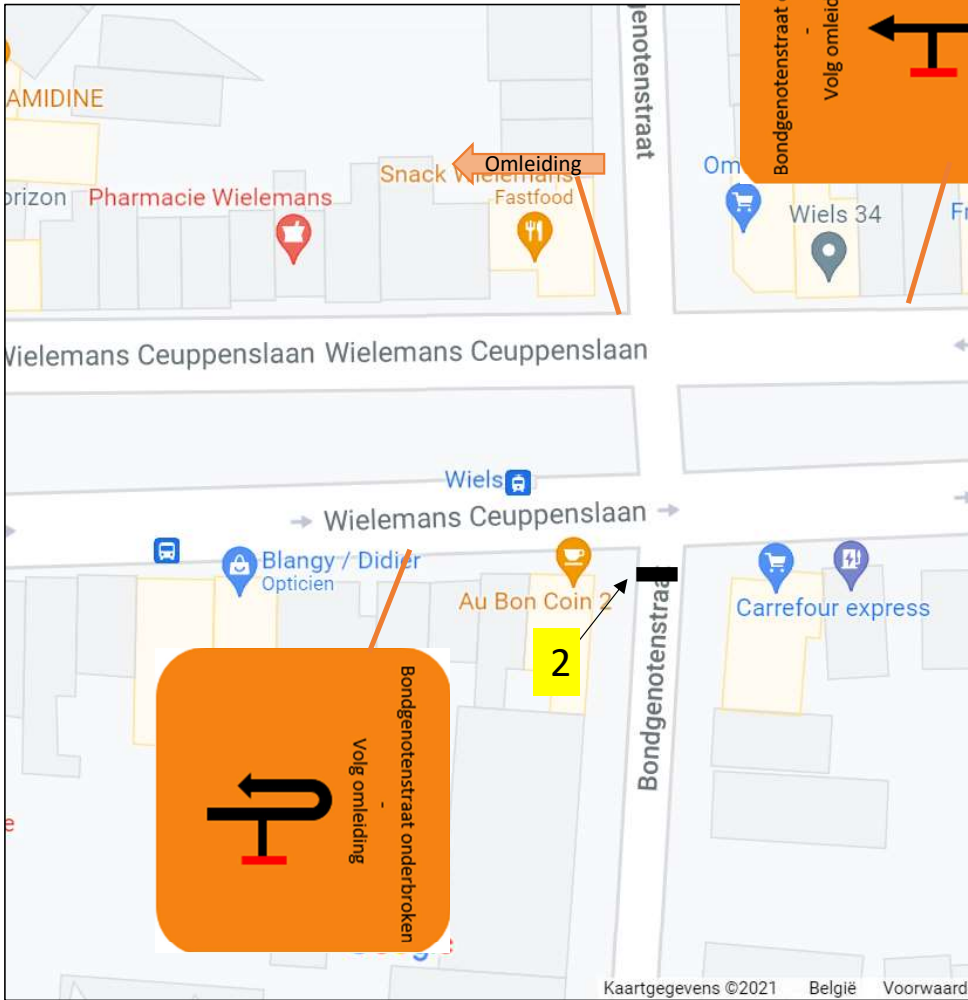 genotenstraat
Bondgenotenstraat
-
Volg omleid
AMIDINE
Omleiding
Snack Wielemans
Fastfood
Om
orizon
Pharmacie Wielemans
Wiels 34
Fr
Wielemans Ceuppenslaan Wielemans Ceuppenslaan
Wiels
Wielemans Ceuppenslaan
Blangy / Didier
Opticien
Au Bon Coin 2
Carrefour express
2
Bondgenotenstraa
Bondgenotenstraat onderbroken
-
Volg omleiding
e
Kaartgegevens ©2021 België Voorwaard